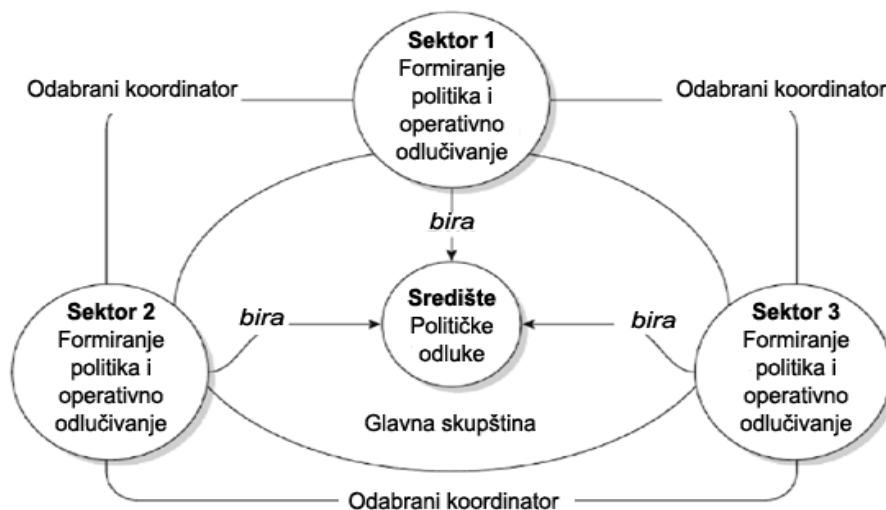 Sektor 1
Formiranje
politika i
operativno
odlučivanje
Odabrani koordinator
Odabrani koordinator
bira
Sektor 2
Formiranje
politika i
operativno
odlučivanje
bira
Središte
Političke
odluke
bira
Sektor 3
Formiranje
politika i
operativno
odlučivanje
Glavna skupština
Odabrani koordinator